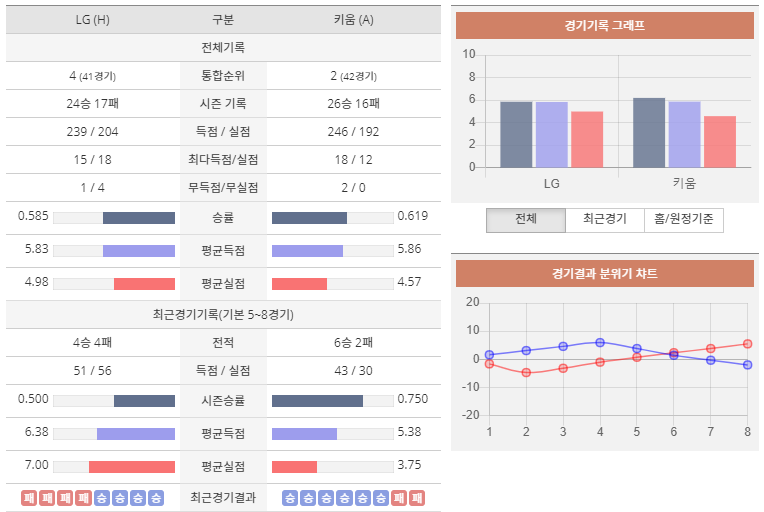 LG (H) 구분 키움 (A)
전체기록
4 (41경기) 통합순위 2 (42경기)
24승 17패 시즌 기록 26승 16패
239 / 204 득점 / 실점 246 / 192
15 / 18 최다득점/실점 18 / 12
1 / 4 무득점/무실점 2 / 0
0.585 승률 0.619
5.83 평균득점 5.86
4.98 평균실점 4.57
최근경기기록(기본 5~8경기)
4승 4패 전적 6승 2패
51 / 56 득점 / 실점 43 / 30
0.500 시즌승률 0.750
6.38 평균득점 5.38
7.00 평균실점 3.75
패 패 패 패 승 승 승 승 최근경기결과 승 승 승 승 승 승 패 패
경기기록 그래프
10
8
6
4
2
0
LG 키움
전체 최근경기 홈/원정기준
경기결과 분위기 챠트
20
10
0
-10
-20
1 2 3 4 5 6 7 8